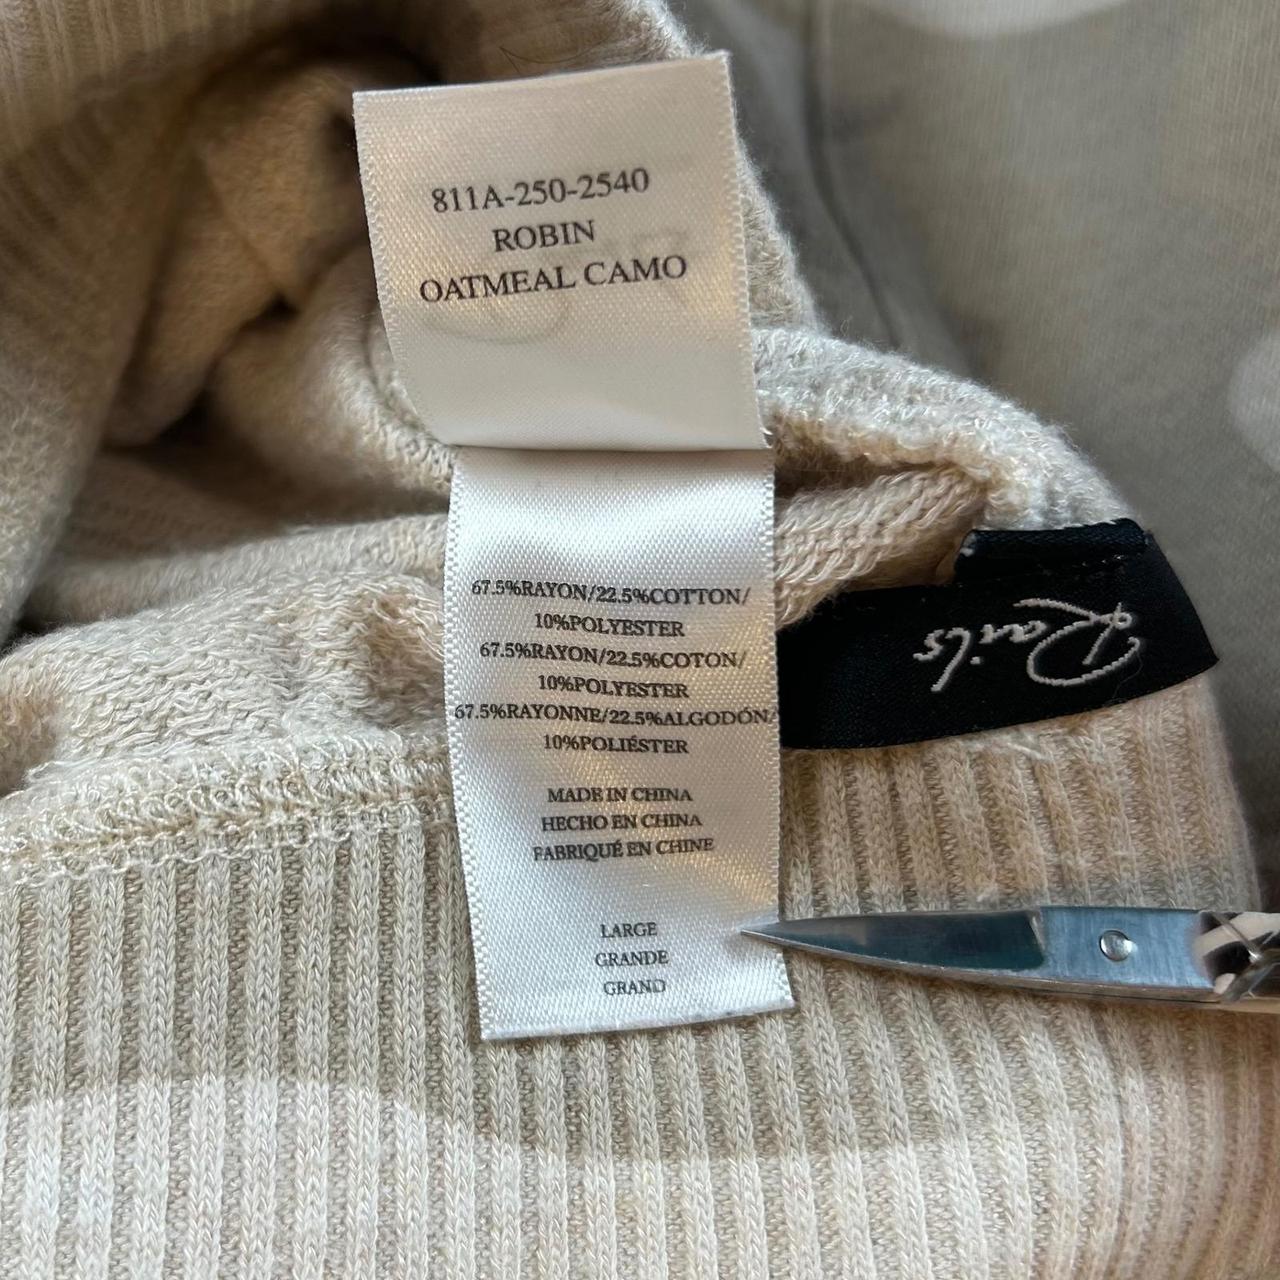 811A-250-2540
ROBIN
OATMEAL CAMO
67.5%RAYON/22.5%COTTON/
10%POLYESTER
67.5%RAYON/22.5%COTON/
10%POLYESTER
67.5%RAYONNE/22.5%ALGODÓN/
10%POLIÉSTER
MADE IN CHINA
HECHO EN CHINA
FABRIQUÉ EN CHINE
LARGE
GRANDE
GRAND
Rails